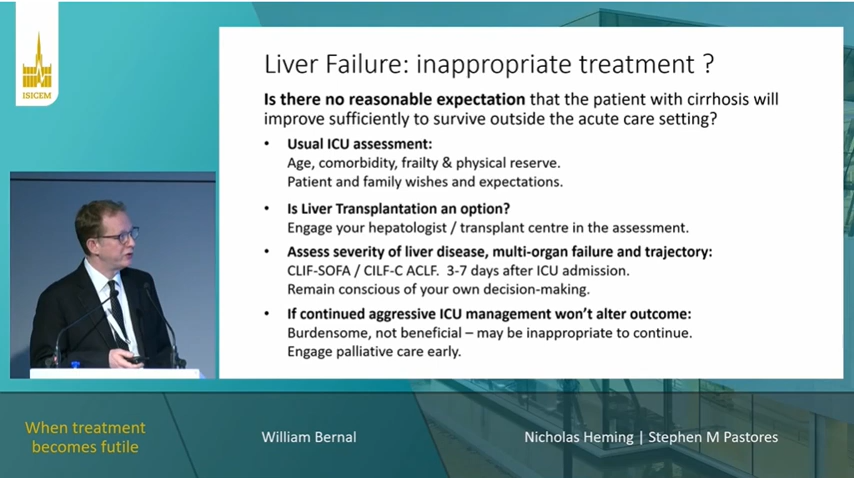 ISICEM
Liver Failure: inappropriate treatment ?
Is there no reasonable expectation that the patient with cirrhosis will
improve sufficiently to survive outside the acute care setting?
• Usual ICU assessment:
Age, comorbidity, frailty & physical reserve.
Patient and family wishes and expectations.
• Is Liver Transplantation an option?
Engage your hepatologist / transplant centre in the assessment.
• Assess severity of liver disease, multi-organ failure and trajectory:
CLIF-SOFA / CILF-C ACLF.  3-7 days after ICU admission.
Remain conscious of your own decision-making.
• If continued aggressive ICU management won't alter outcome:
Burdensome, not beneficial – may be inappropriate to continue.
Engage palliative care early.
When treatment
becomes futile
William Bernal
Nicholas Heming | Stephen M Pastores